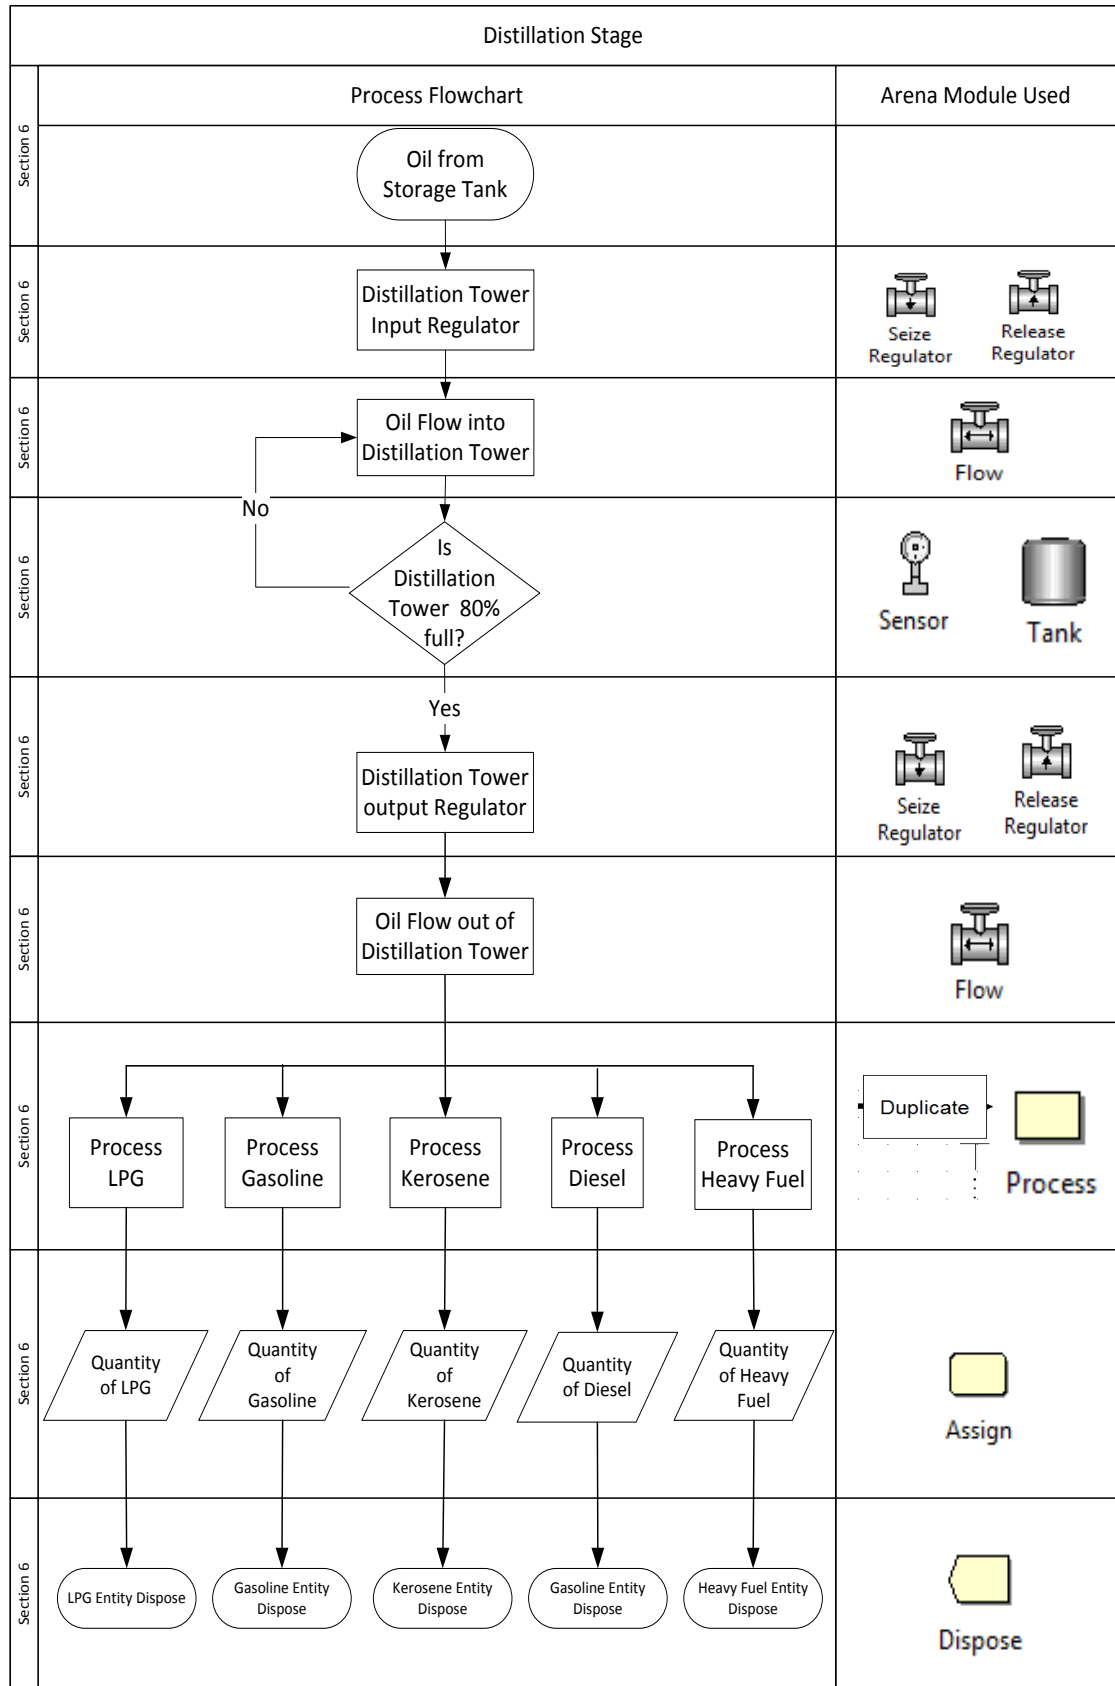 Distillation Stage
Section 6
Process Flowchart
Arena Module Used
Oil from
Storage Tank
Section 6
Distillation Tower
Input Regulator
Seize
Regulator
Release
Regulator
Section 6
Oil Flow into
Distillation Tower
Flow
No
Section 6
Is
Distillation
Tower 80%
full?
Sensor
Tank
Yes
Section 6
Distillation Tower
output Regulator
Seize
Regulator
Release
Regulator
Section 6
Oil Flow out of
Distillation Tower
Flow
Section 6
Process
LPG
Process
Gasoline
Process
Kerosene
Process
Diesel
Process
Heavy Fuel
Duplicate
Process
Section 6
Quantity
of LPG
Quantity
of
Gasoline
Quantity
of
Kerosene
Quantity
of Diesel
Quantity
of Heavy
Fuel
Assign
Section 6
LPG Entity Dispose
Gasoline Entity
Dispose
Kerosene Entity
Dispose
Gasoline Entity
Dispose
Heavy Fuel Entity
Dispose
Dispose